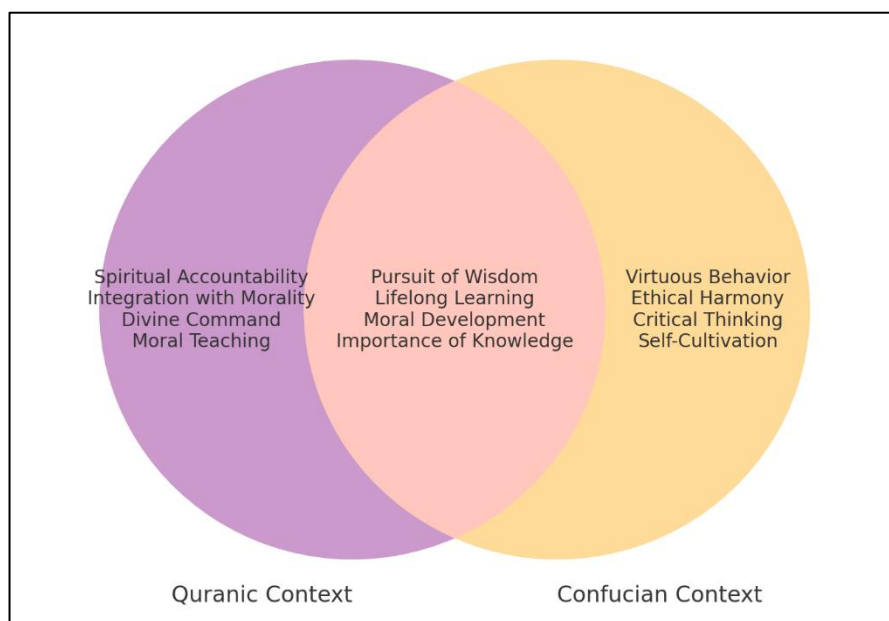 Spiritual Accountability
Integration with Morality
Divine Command
Moral Teaching
Pursuit of Wisdom
Lifelong Learning
Moral Development
Importance of Knowledge
Virtuous Behavior
Ethical Harmony
Critical Thinking
Self-Cultivation
Quranic Context
Confucian Context